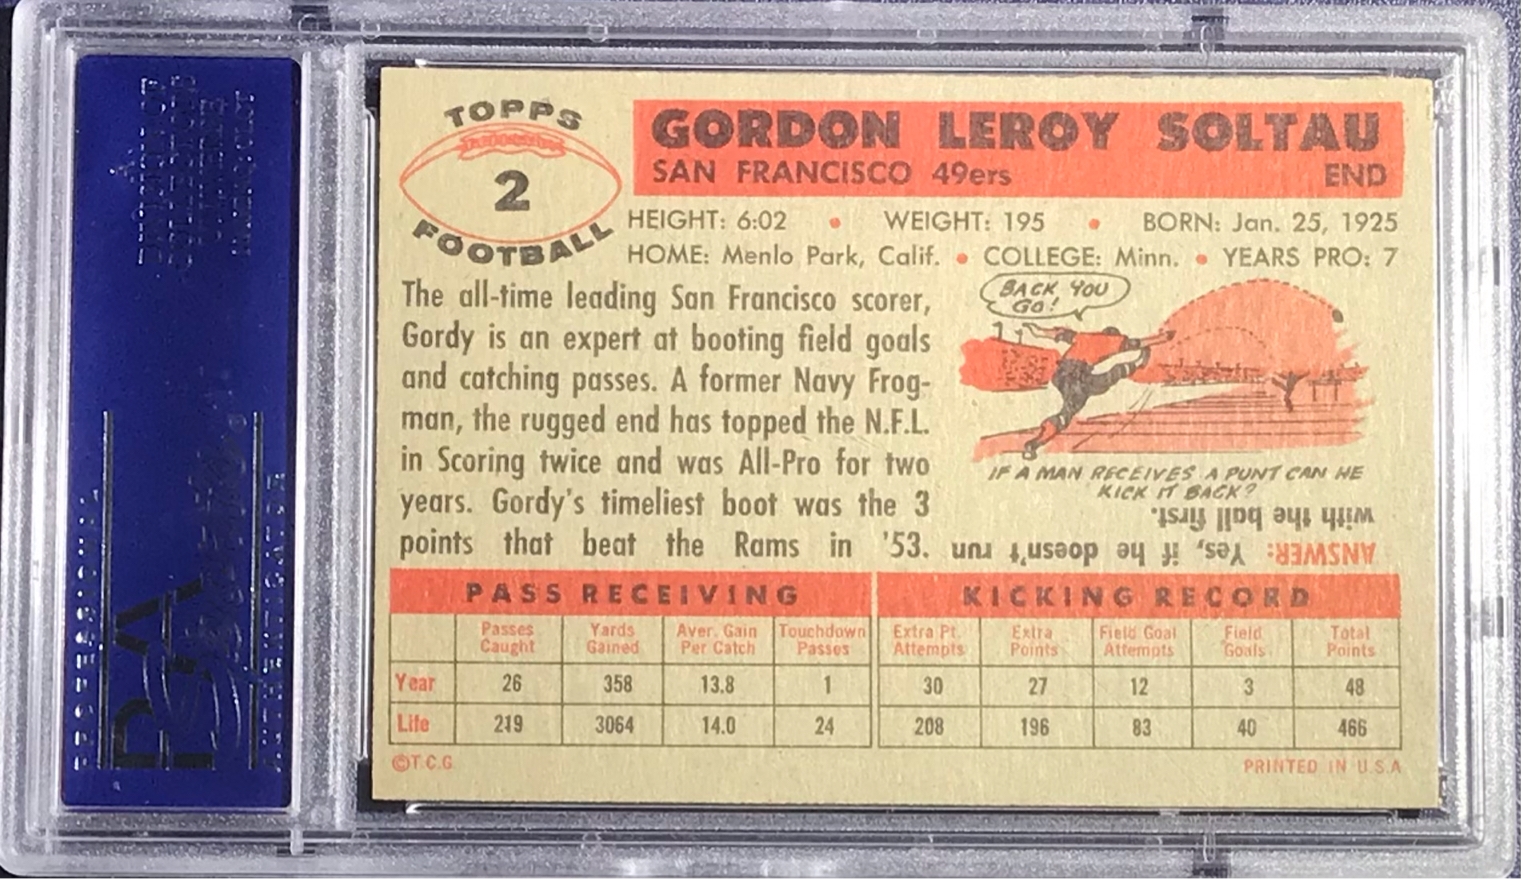 TOPPS
2
FOOTBALL
GORDON LEROY SOLTAU
SAN FRANCISCO 49ers END
HEIGHT: 6:02 • WEIGHT: 195 • BORN: Jan. 25, 1925
HOME: Menlo Park, Calif. • COLLEGE: Minn. • YEARS PRO: 7
The all-time leading San Francisco scorer,
Gordy is an expert at booting field goals
and catching passes. A former Navy Frog-
man, the rugged end has topped the N.F.L.
in Scoring twice and was All-Pro for two
years. Gordy's timeliest boot was the 3
points that beat the Rams in '53.
BACK YOU
GO!
IF A MAN RECEIVES A PUNT CAN HE
KICK IT BACK?
ANSWER: Yes, if he doesn't run
with the ball first.
PASS RECEIVING KICKING RECORD
Passes Yards Aver. Gain Touchdown Extra Pt. Extra Field Goal Field Total
Caught Gained Per Catch Passes Attempts Points Attempts Goals Points
Year 26 358 13.8 1 30 27 12 3 48
Life 219 3064 14.0 24 208 196 83 40 466
©T.C.G PRINTED IN U.S.A
PSA